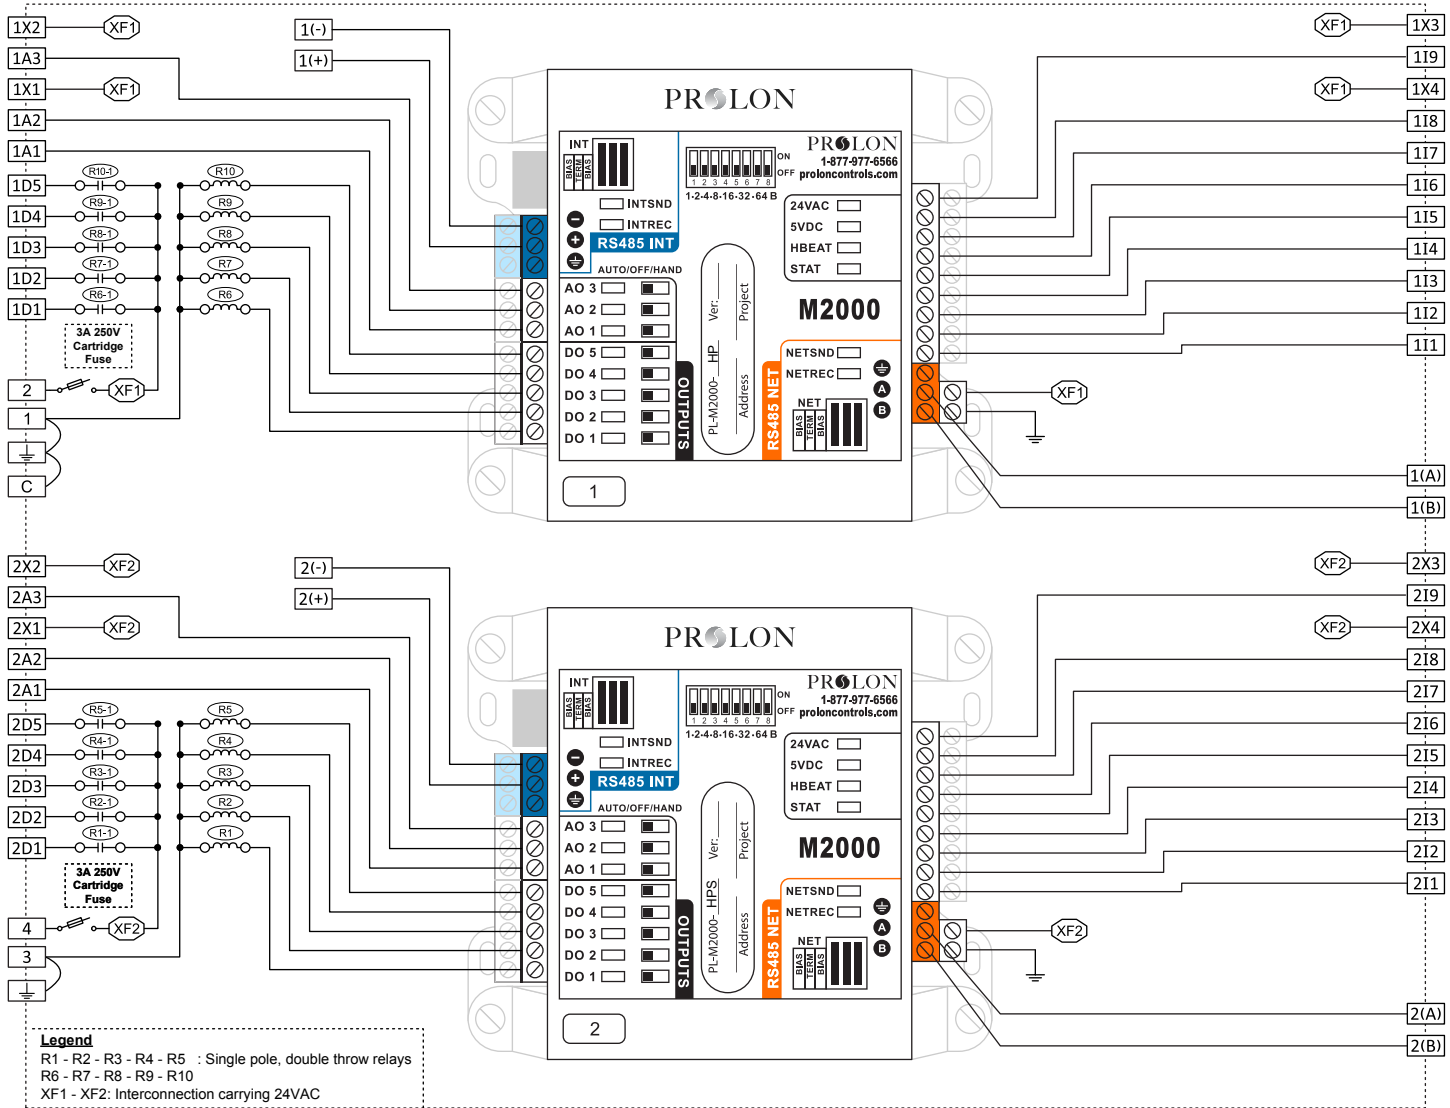 1X2 XF1
1A3
1X1 XF1
1A2
1A1
1D5 R10-1 R10
1D4 R9-1 R9
1D3 R8-1 R8
1D2 R7-1 R7
1D1 R6-1 R6
3A 250V
Cartridge
Fuse
2 XF1
1
C
1(-)
1(+)
PROLON
INT
BIAS
TERM
BIAS
INTSND
INTREC
RS485 INT
AUTO/OFF/HAND
AO 3
AO 2
AO 1
DO 5
DO 4
DO 3
DO 2
DO 1
OUTPUTS
ON
OFF
1 2 3 4 5 6 7 8
1-2-4-8-16-32-64 B
PROLON
1-877-977-6566
proloncontrols.com
24VAC
5VDC
HBEAT
STAT
M2000
PL-M2000-_HP Ver:
Address Project
RS485 NET
NETSND
NETREC
NET
BIAS
TERM
BIAS
A
B
1
XF1 1X3
1I9
XF1 1X4
1I8
1I7
1I6
1I5
1I4
1I3
1I2
1I1
XF1
1(A)
1(B)
2X2 XF2
2A3
2X1 XF2
2A2
2A1
2D5 R5-1 R5
2D4 R4-1 R4
2D3 R3-1 R3
2D2 R2-1 R2
2D1 R1-1 R1
3A 250V
Cartridge
Fuse
4 XF2
3
2(-)
2(+)
PROLON
INT
BIAS
TERM
BIAS
INTSND
INTREC
RS485 INT
AUTO/OFF/HAND
AO 3
AO 2
AO 1
DO 5
DO 4
DO 3
DO 2
DO 1
OUTPUTS
ON
OFF
1 2 3 4 5 6 7 8
1-2-4-8-16-32-64 B
PROLON
1-877-977-6566
proloncontrols.com
24VAC
5VDC
HBEAT
STAT
M2000
PL-M2000-_HPS Ver:
Address Project
RS485 NET
NETSND
NETREC
NET
BIAS
TERM
BIAS
A
B
2
XF2 2X3
2I9
XF2 2X4
2I8
2I7
2I6
2I5
2I4
2I3
2I2
2I1
XF2
2(A)
2(B)
Legend
R1 - R2 - R3 - R4 - R5 : Single pole, double throw relays
R6 - R7 - R8 - R9 - R10
XF1 - XF2: Interconnection carrying 24VAC